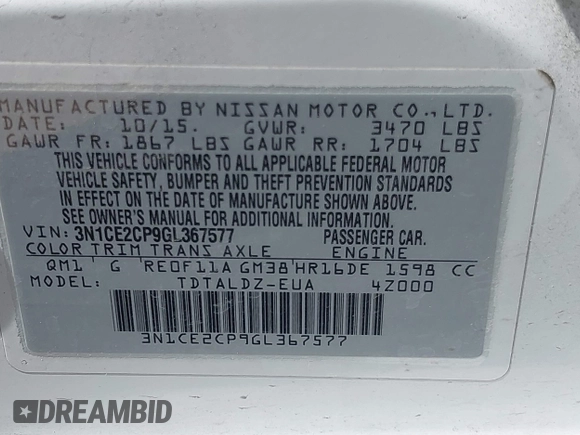 MANUFACTURED BY NISSAN MOTOR CO., LTD.
DATE: 10/15. GVWR: 3470 LBS
GAWR FR: 1867 LBS GAWR RR: 1704 LBS
THIS VEHICLE CONFORMS TO ALL APPLICABLE FEDERAL MOTOR
VEHICLE SAFETY, BUMPER AND THEFT PREVENTION STANDARDS
IN EFFECT ON THE DATE OF MANUFACTURE SHOWN ABOVE.
SEE OWNER'S MANUAL FOR ADDITIONAL INFORMATION.
VIN: 3N1CE2CP9GL367577 PASSENGER CAR.
COLOR TRIM TRANS AXLE ENGINE
QM1 G RE0F11A GM38 HR16DE 1598 CC
MODEL: TDTALDZ-EUA 4Z000
3N1CE2CP9GL367577
DREAMBID